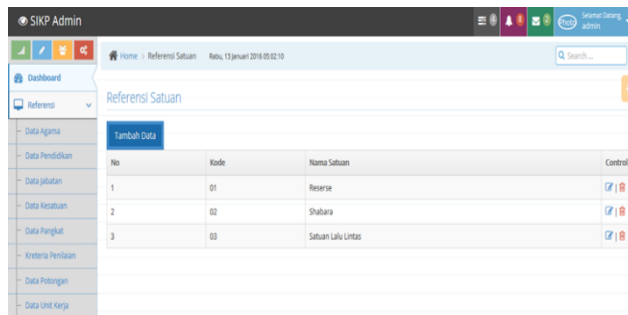 SIKP Admin
Photo
Selamat Datang,
admin
Home > Referensi Satuan Rabu, 13 Januari 2016 05:02:10
Search ...
Dashboard
Referensi
Referensi Satuan
Data Agama
Tambah Data
Data Pendidikan
No Kode Nama Satuan Control
Data Jabatan
1 01 Reserse |
Data Kesatuan
2 02 Shabara |
Data Pangkat
3 03 Satuan Lalu Lintas |
Kreteria Penilaian
Data Potongan
Data Unit Kerja